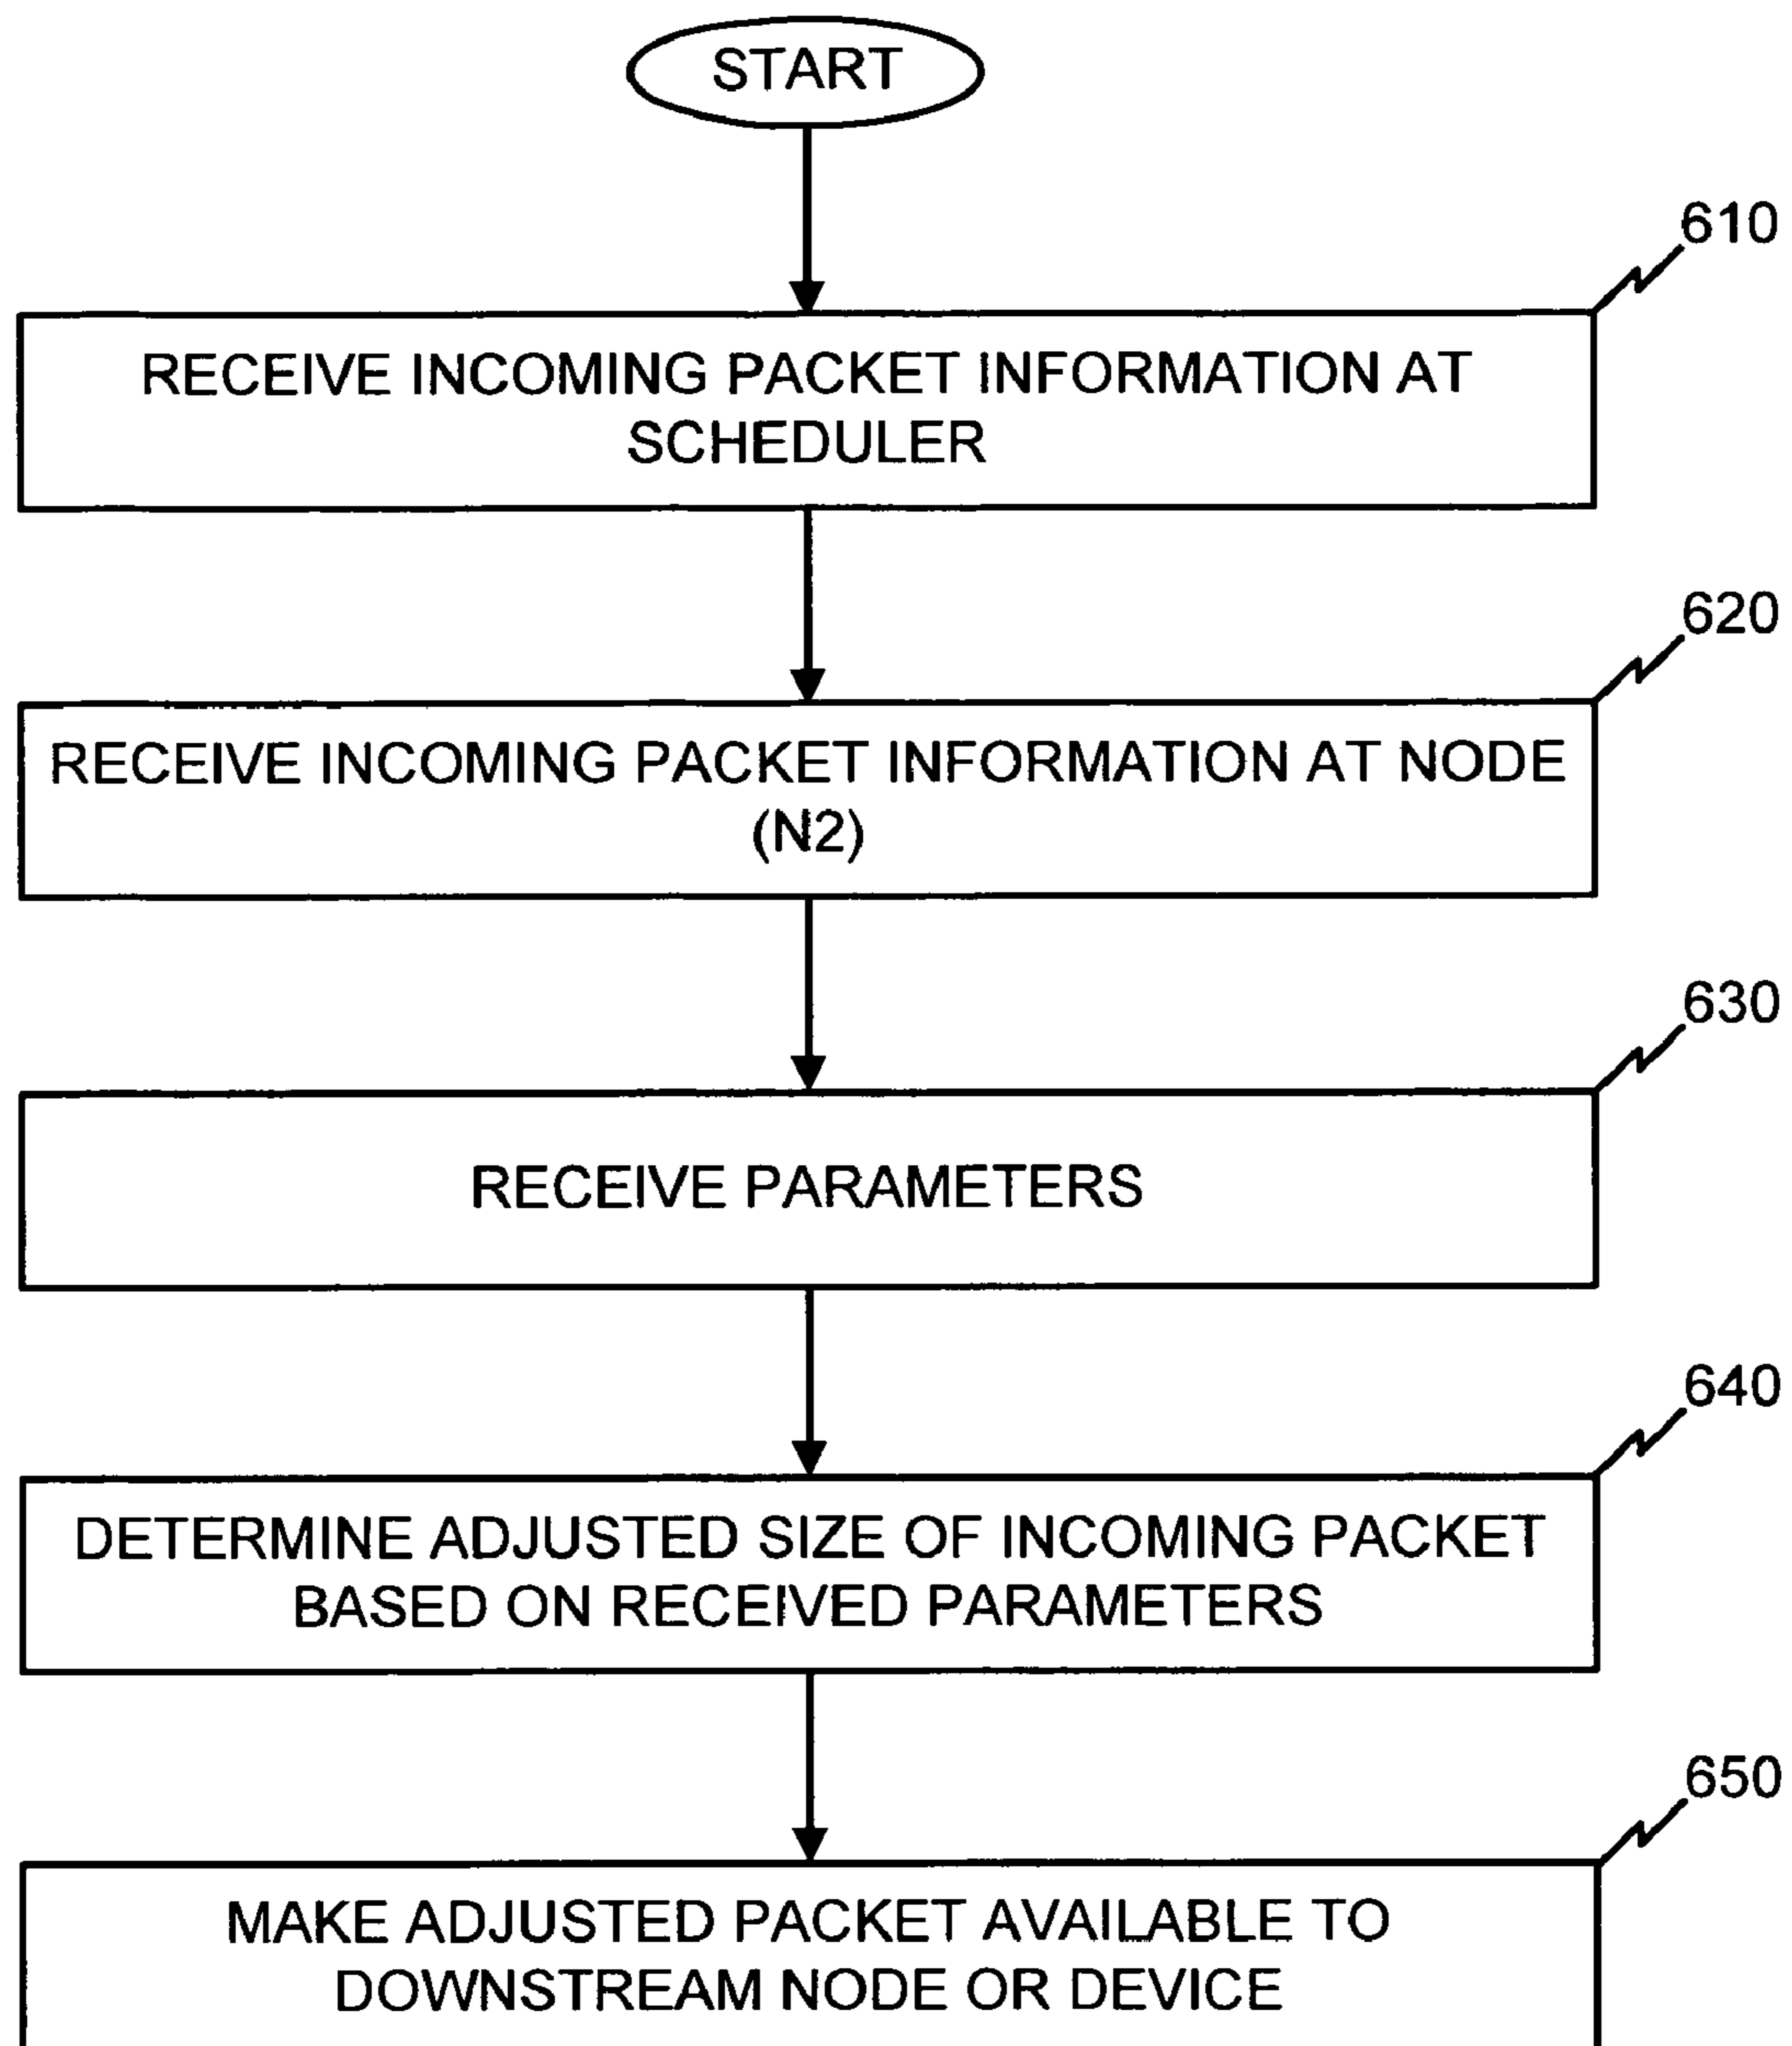 START
610
RECEIVE INCOMING PACKET INFORMATION AT
SCHEDULER
620
RECEIVE INCOMING PACKET INFORMATION AT NODE
(N2)
630
RECEIVE PARAMETERS
640
DETERMINE ADJUSTED SIZE OF INCOMING PACKET
BASED ON RECEIVED PARAMETERS
650
MAKE ADJUSTED PACKET AVAILABLE TO
DOWNSTREAM NODE OR DEVICE